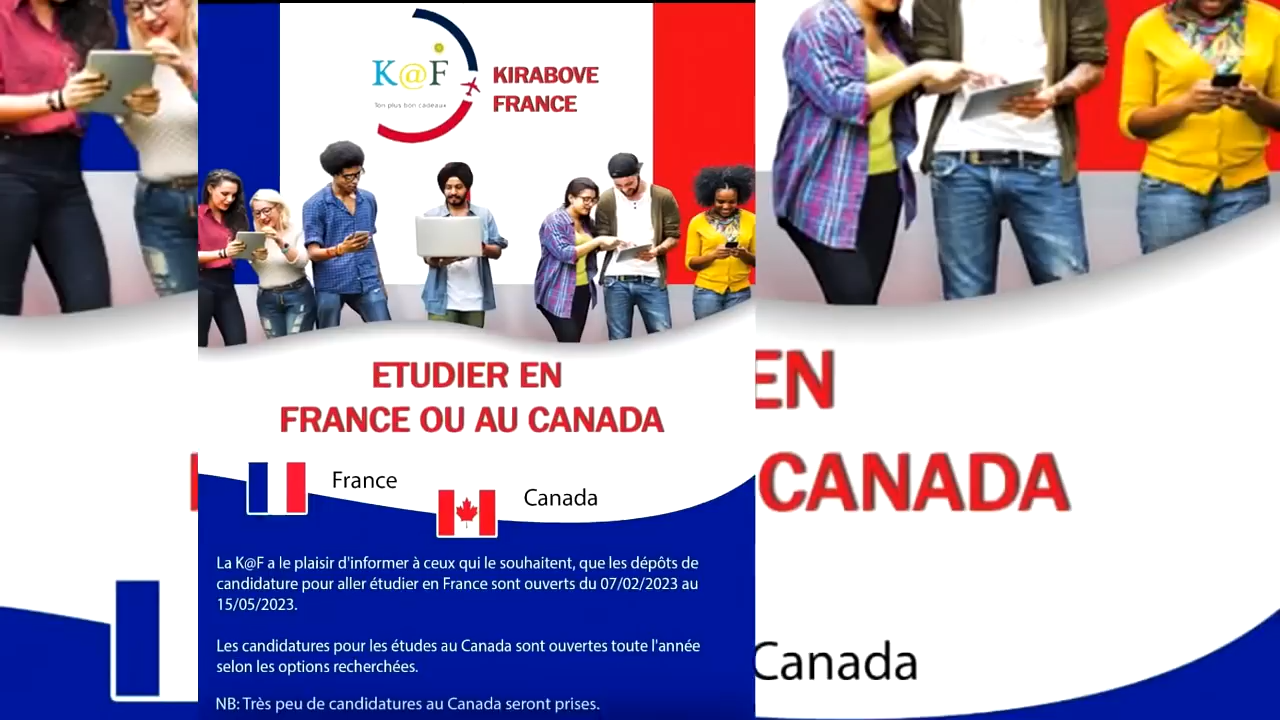 K@F
Ton plus bon cadeaux
KIRABOVE
FRANCE
ETUDIER EN
FRANCE OU AU CANADA
France
Canada
La K@F a le plaisir d'informer à ceux qui le souhaitent, que les dépôts de
candidature pour aller étudier en France sont ouverts du 07/02/2023 au
15/05/2023.
Les candidatures pour les études au Canada sont ouvertes toute l'année
selon les options recherchées.
NB: Très peu de candidatures au Canada seront prises.
EN
CANADA
Canada